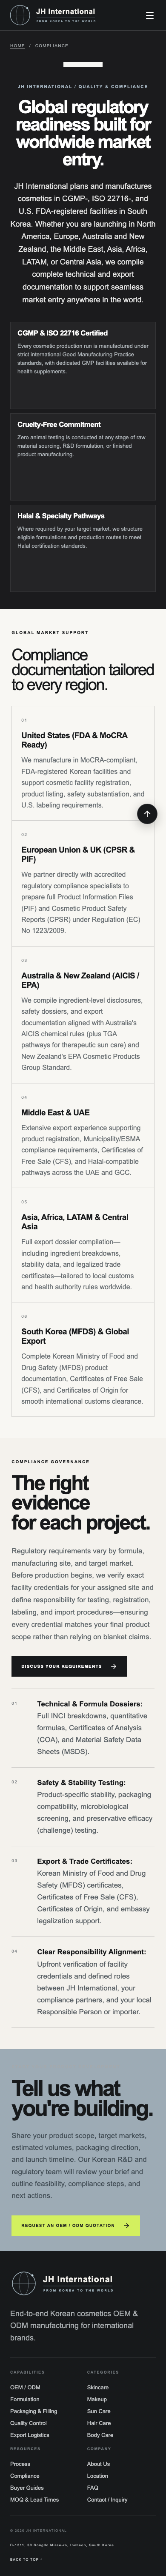 JH International
FROM KOREA TO THE WORLD
HOME / COMPLIANCE
JH INTERNATIONAL / QUALITY & COMPLIANCE
Global regulatory
readiness built for
worldwide market
entry.
JH International plans and manufactures
cosmetics in CGMP-, ISO 22716-, and
U.S. FDA-registered facilities in South
Korea. Whether you are launching in North
America, Europe, Australia and New
Zealand, the Middle East, Asia, Africa,
LATAM, or Central Asia, we compile
complete technical and export
documentation to support seamless
market entry anywhere in the world.
CGMP & ISO 22716 Certified
Every cosmetic production run is manufactured under
strict international Good Manufacturing Practice
standards, with dedicated GMP facilities available for
health supplements.
Cruelty-Free Commitment
Zero animal testing is conducted at any stage of raw
material sourcing, R&D formulation, or finished
product manufacturing.
Halal & Specialty Pathways
Where required by your target market, we structure
eligible formulations and production routes to meet
Halal certification standards.
GLOBAL MARKET SUPPORT
Compliance
documentation tailored
to every region.
01
United States (FDA & MoCRA
Ready)
We manufacture in MoCRA-compliant,
FDA-registered Korean facilities and
support cosmetic facility registration,
product listing, safety substantiation, and
U.S. labeling requirements.
02
European Union & UK (CPSR &
PIF)
We partner directly with accredited
regulatory compliance specialists to
prepare full Product Information Files
(PIF) and Cosmetic Product Safety
Reports (CPSR) under Regulation (EC)
No 1223/2009.
03
Australia & New Zealand (AICIS /
EPA)
We compile ingredient-level disclosures,
safety dossiers, and export
documentation aligned with Australia's
AICIS chemical rules (plus TGA
pathways for therapeutic sun care) and
New Zealand's EPA Cosmetic Products
Group Standard.
04
Middle East & UAE
Extensive export experience supporting
product registration, Municipality/ESMA
compliance requirements, Certificates of
Free Sale (CFS), and Halal-compatible
pathways across the UAE and GCC.
05
Asia, Africa, LATAM & Central
Asia
Full export dossier compilation—
including ingredient breakdowns,
stability data, and legalized trade
certificates—tailored to local customs
and health authority rules worldwide.
06
South Korea (MFDS) & Global
Export
Complete Korean Ministry of Food and
Drug Safety (MFDS) product
documentation, Certificates of Free Sale
(CFS), and Certificates of Origin for
smooth international customs clearance.
COMPLIANCE GOVERNANCE
The right
evidence
for each project.
Regulatory requirements vary by formula,
manufacturing site, and target market.
Before production begins, we verify exact
facility credentials for your assigned site and
define responsibility for testing, registration,
labeling, and import procedures—ensuring
every credential matches your final product
scope rather than relying on blanket claims.
DISCUSS YOUR REQUIREMENTS →
01
Technical & Formula Dossiers:
Full INCI breakdowns, quantitative
formulas, Certificates of Analysis
(COA), and Material Safety Data
Sheets (MSDS).
02
Safety & Stability Testing:
Product-specific stability, packaging
compatibility, microbiological
screening, and preservative efficacy
(challenge) testing.
03
Export & Trade Certificates:
Korean Ministry of Food and Drug
Safety (MFDS) certificates,
Certificates of Free Sale (CFS),
Certificates of Origin, and embassy
legalization support.
04
Clear Responsibility Alignment:
Upfront verification of facility
credentials and defined roles
between JH International, your
compliance partners, and your local
Responsible Person or importer.
Tell us what
you're building.
Share your product scope, target markets,
estimated volumes, packaging direction,
and launch timeline. Our Korean R&D and
regulatory team will review your brief and
outline feasibility, compliance steps, and
next actions.
REQUEST AN OEM / ODM QUOTATION →
JH International
FROM KOREA TO THE WORLD
End-to-end Korean cosmetics OEM &
ODM manufacturing for international
brands.
CAPABILITIES
OEM / ODM
Formulation
Packaging & Filling
Quality Control
Export Logistics
CATEGORIES
Skincare
Makeup
Sun Care
Hair Care
Body Care
RESOURCES
Process
Compliance
Buyer Guides
MOQ & Lead Times
COMPANY
About Us
Location
FAQ
Contact / Inquiry
© 2026 JH INTERNATIONAL
D-1311, 30 Songdo Mirae-ro, Incheon, South Korea
BACK TO TOP ↑